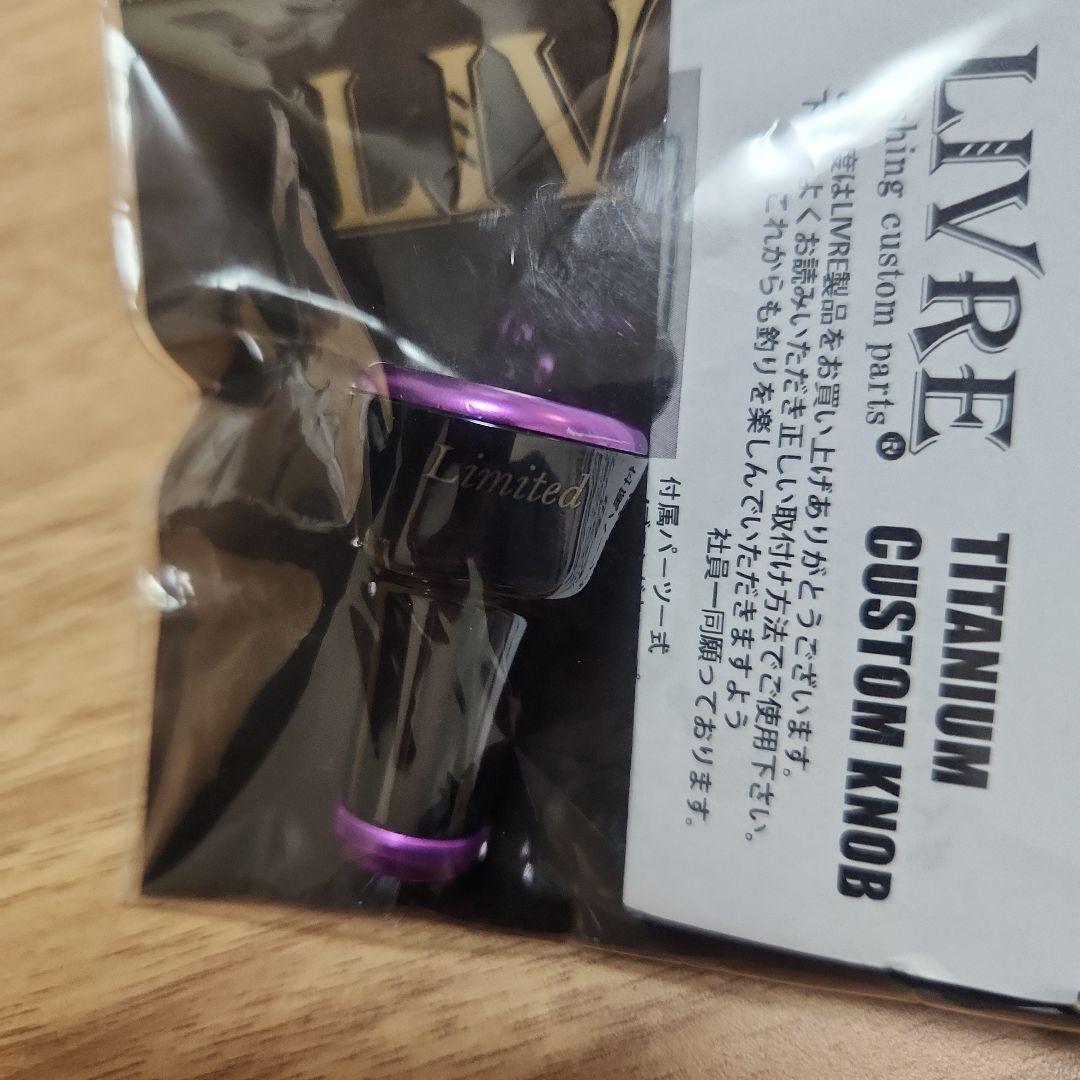 LIV
Limited
LIVRE
hing custom parts®
TITANIUM
CUSTOM KNOB
度はLIVRE製品をお買い上げありがとうございます。
よくお読みいただき正しい取付け方法でご使用下さい。
これからも釣りを楽しんでいただきますよう
社員一同願っております。
付属パーツ一式